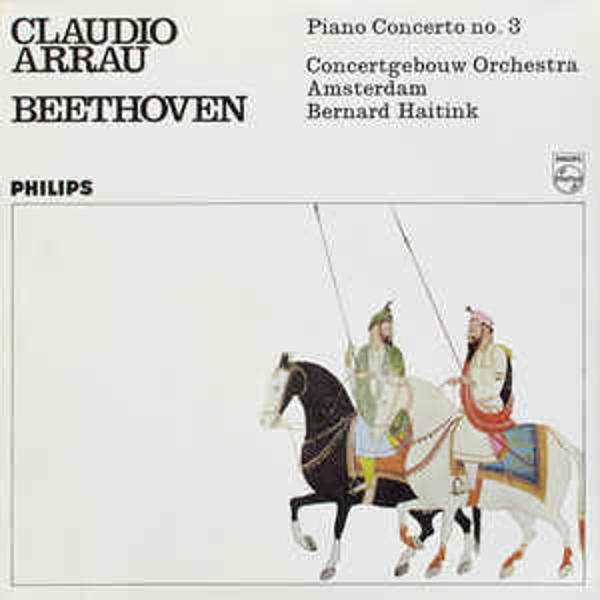 CLAUDIO
ARRAU
BEETHOVEN
Piano Concerto no. 3
Concertgebouw Orchestra
Amsterdam
Bernard Haitink
PHILIPS
PHILIPS